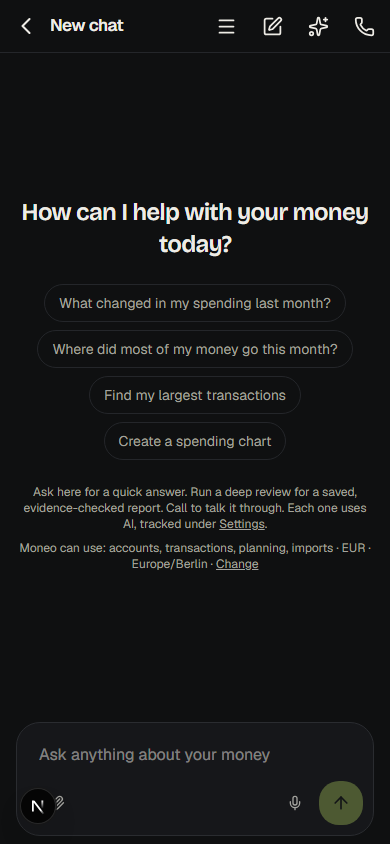 New chat
How can I help with your money
today?
What changed in my spending last month?
Where did most of my money go this month?
Find my largest transactions
Create a spending chart
Ask here for a quick answer. Run a deep review for a saved,
evidence-checked report. Call to talk it through. Each one uses
AI, tracked under Settings.
Moneo can use: accounts, transactions, planning, imports · EUR ·
Europe/Berlin · Change
Ask anything about your money
N